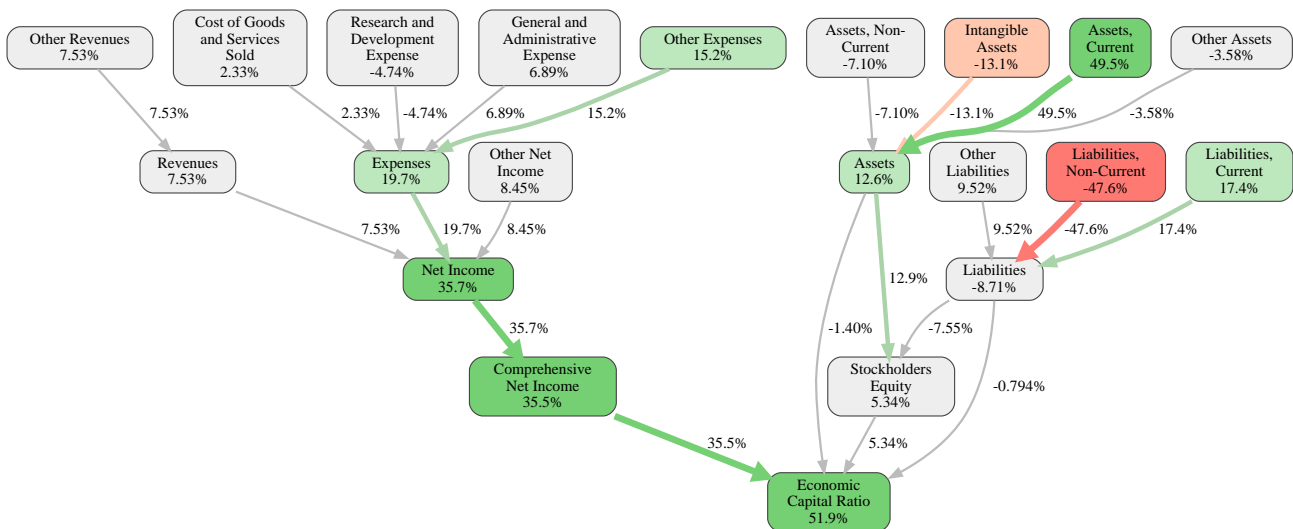 Other Revenues
7.53%
Cost of Goods
and Services
Sold
2.33%
Research and
Development
Expense
-4.74%
General and
Administrative
Expense
6.89%
Other Expenses
15.2%
Assets, Non-
Current
-7.10%
Intangible
Assets
-13.1%
Assets,
Current
49.5%
Other Assets
-3.58%
7.53%
2.33%
-4.74%
6.89%
15.2%
-7.10%
-13.1%
49.5%
-3.58%
Revenues
7.53%
Expenses
19.7%
Other Net
Income
8.45%
Assets
12.6%
Other
Liabilities
9.52%
Liabilities,
Non-Current
-47.6%
Liabilities,
Current
17.4%
7.53%
19.7%
8.45%
9.52%
-47.6%
17.4%
Net Income
35.7%
Liabilities
-8.71%
12.9%
35.7%
-1.40%
-7.55%
Comprehensive
Net Income
35.5%
Stockholders
Equity
5.34%
-0.794%
35.5%
5.34%
Economic
Capital Ratio
51.9%